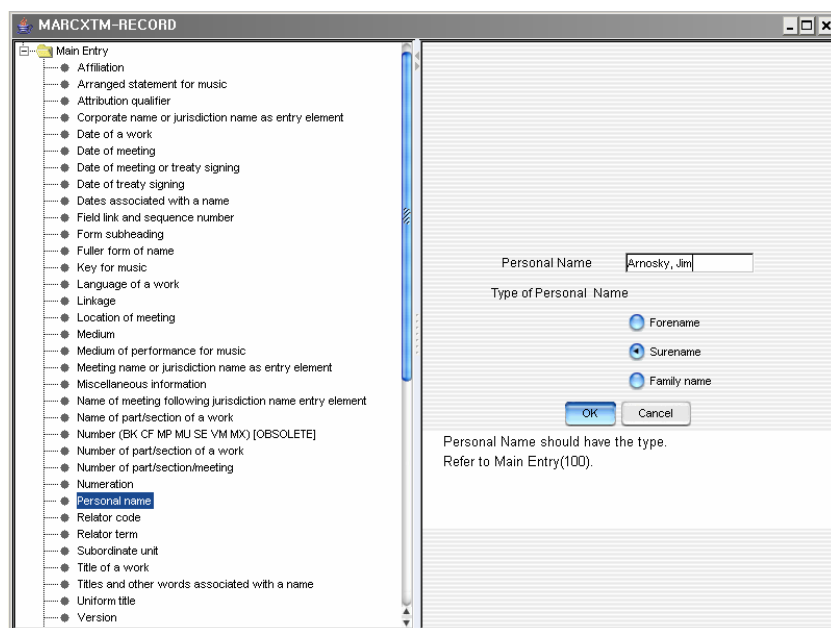 MARCXTM-RECORD
Main Entry
Affiliation
Arranged statement for music
Attribution qualifier
Corporate name or jurisdiction name as entry element
Date of a work
Date of meeting
Date of meeting or treaty signing
Date of treaty signing
Dates associated with a name
Field link and sequence number
Form subheading
Fuller form of name
Key for music
Language of a work
Linkage
Location of meeting
Medium
Medium of performance for music
Meeting name or jurisdiction name as entry element
Miscellaneous information
Name of meeting following jurisdiction name entry element
Name of part/section of a work
Number (BK CF MP MU SE VM MX) [OBSOLETE]
Number of part/section of a work
Number of part/section/meeting
Numeration
Personal name
Relator code
Relator term
Subordinate unit
Title of a work
Titles and other words associated with a name
Uniform title
Version
Personal Name Arnosky, Jim
Type of Personal Name
Forename
Surename
Family name
OK Cancel
Personal Name should have the type.
Refer to Main Entry(100).